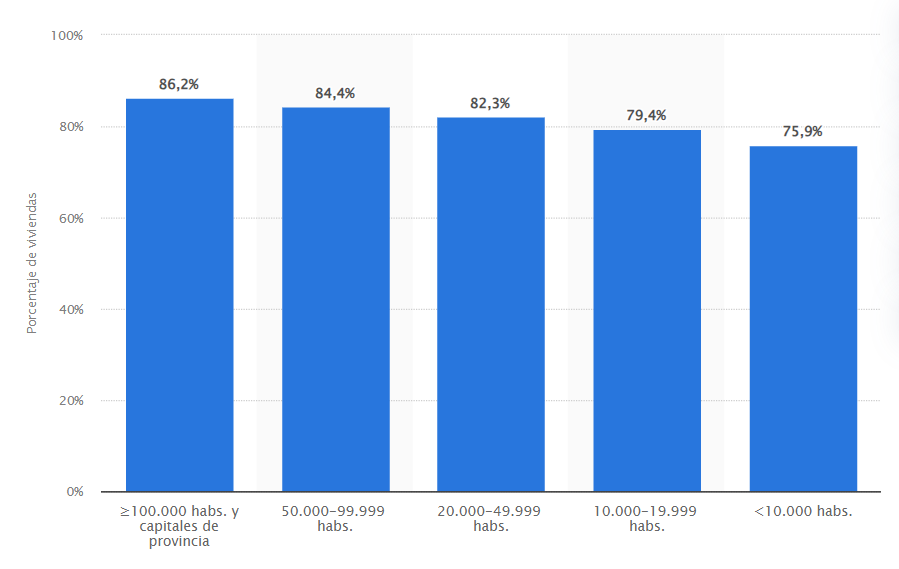 100%
80%
60%
40%
20%
0%
Porcentaje de viviendas
86,2%
84,4%
82,3%
79,4%
75,9%
≥100.000 habs. y
capitales de
provincia
50.000-99.999
habs.
20.000-49.999
habs.
10.000-19.999
habs.
<10.000 habs.